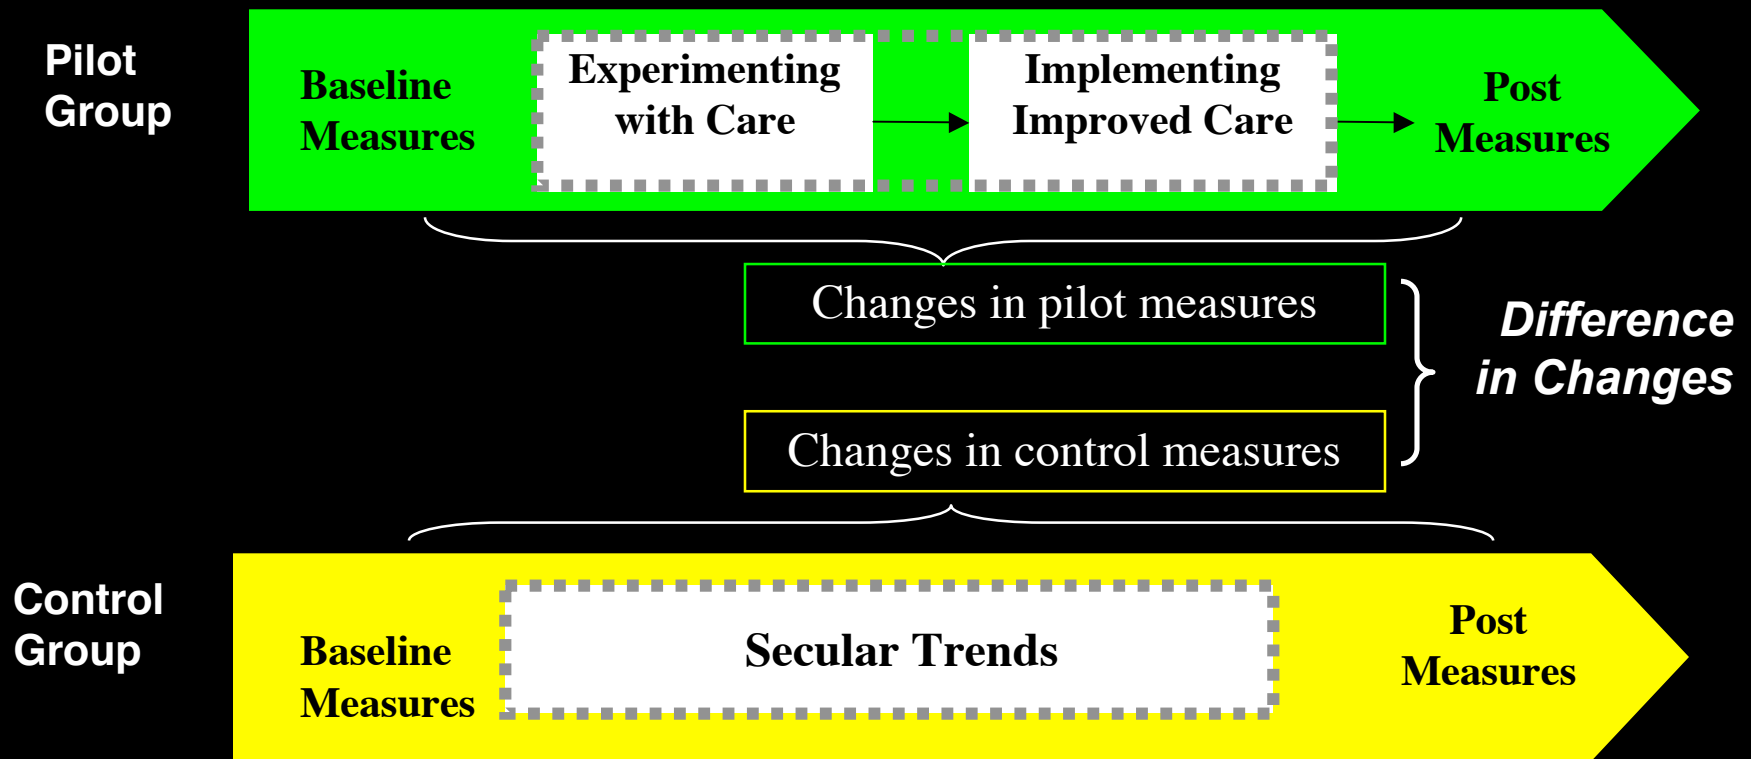 Pilot
Group
Baseline
Measures
Experimenting
with Care
Implementing
Improved Care
Post
Measures
Changes in pilot measures
Difference
in Changes
Changes in control measures
Control
Group
Baseline
Measures
Secular Trends
Post
Measures